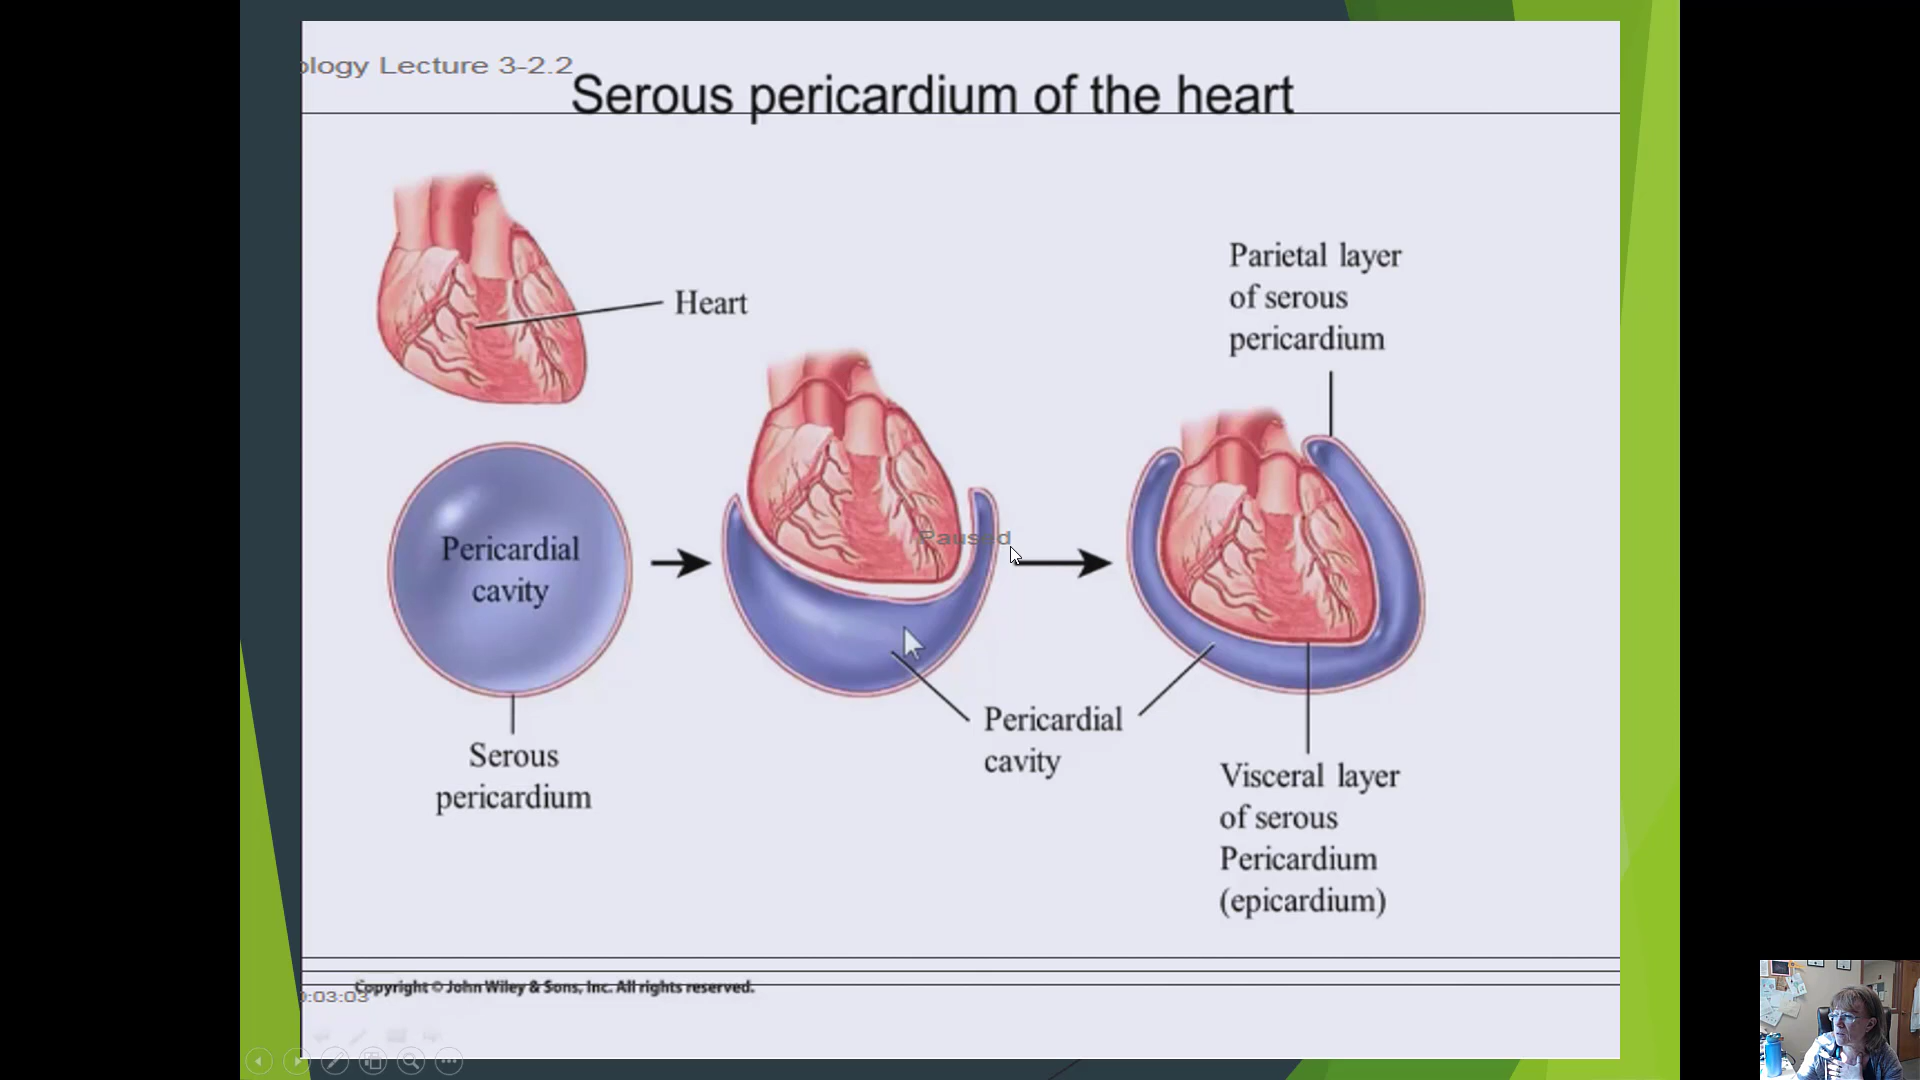 ology Lecture 3-2.2
Serous pericardium of the heart
Heart
Parietal layer
of serous
pericardium
Pericardial
cavity
Paused
Serous
pericardium
Pericardial
cavity
Visceral layer
of serous
Pericardium
(epicardium)
Copyright © John Wiley & Sons, Inc. All rights reserved.
:03:03